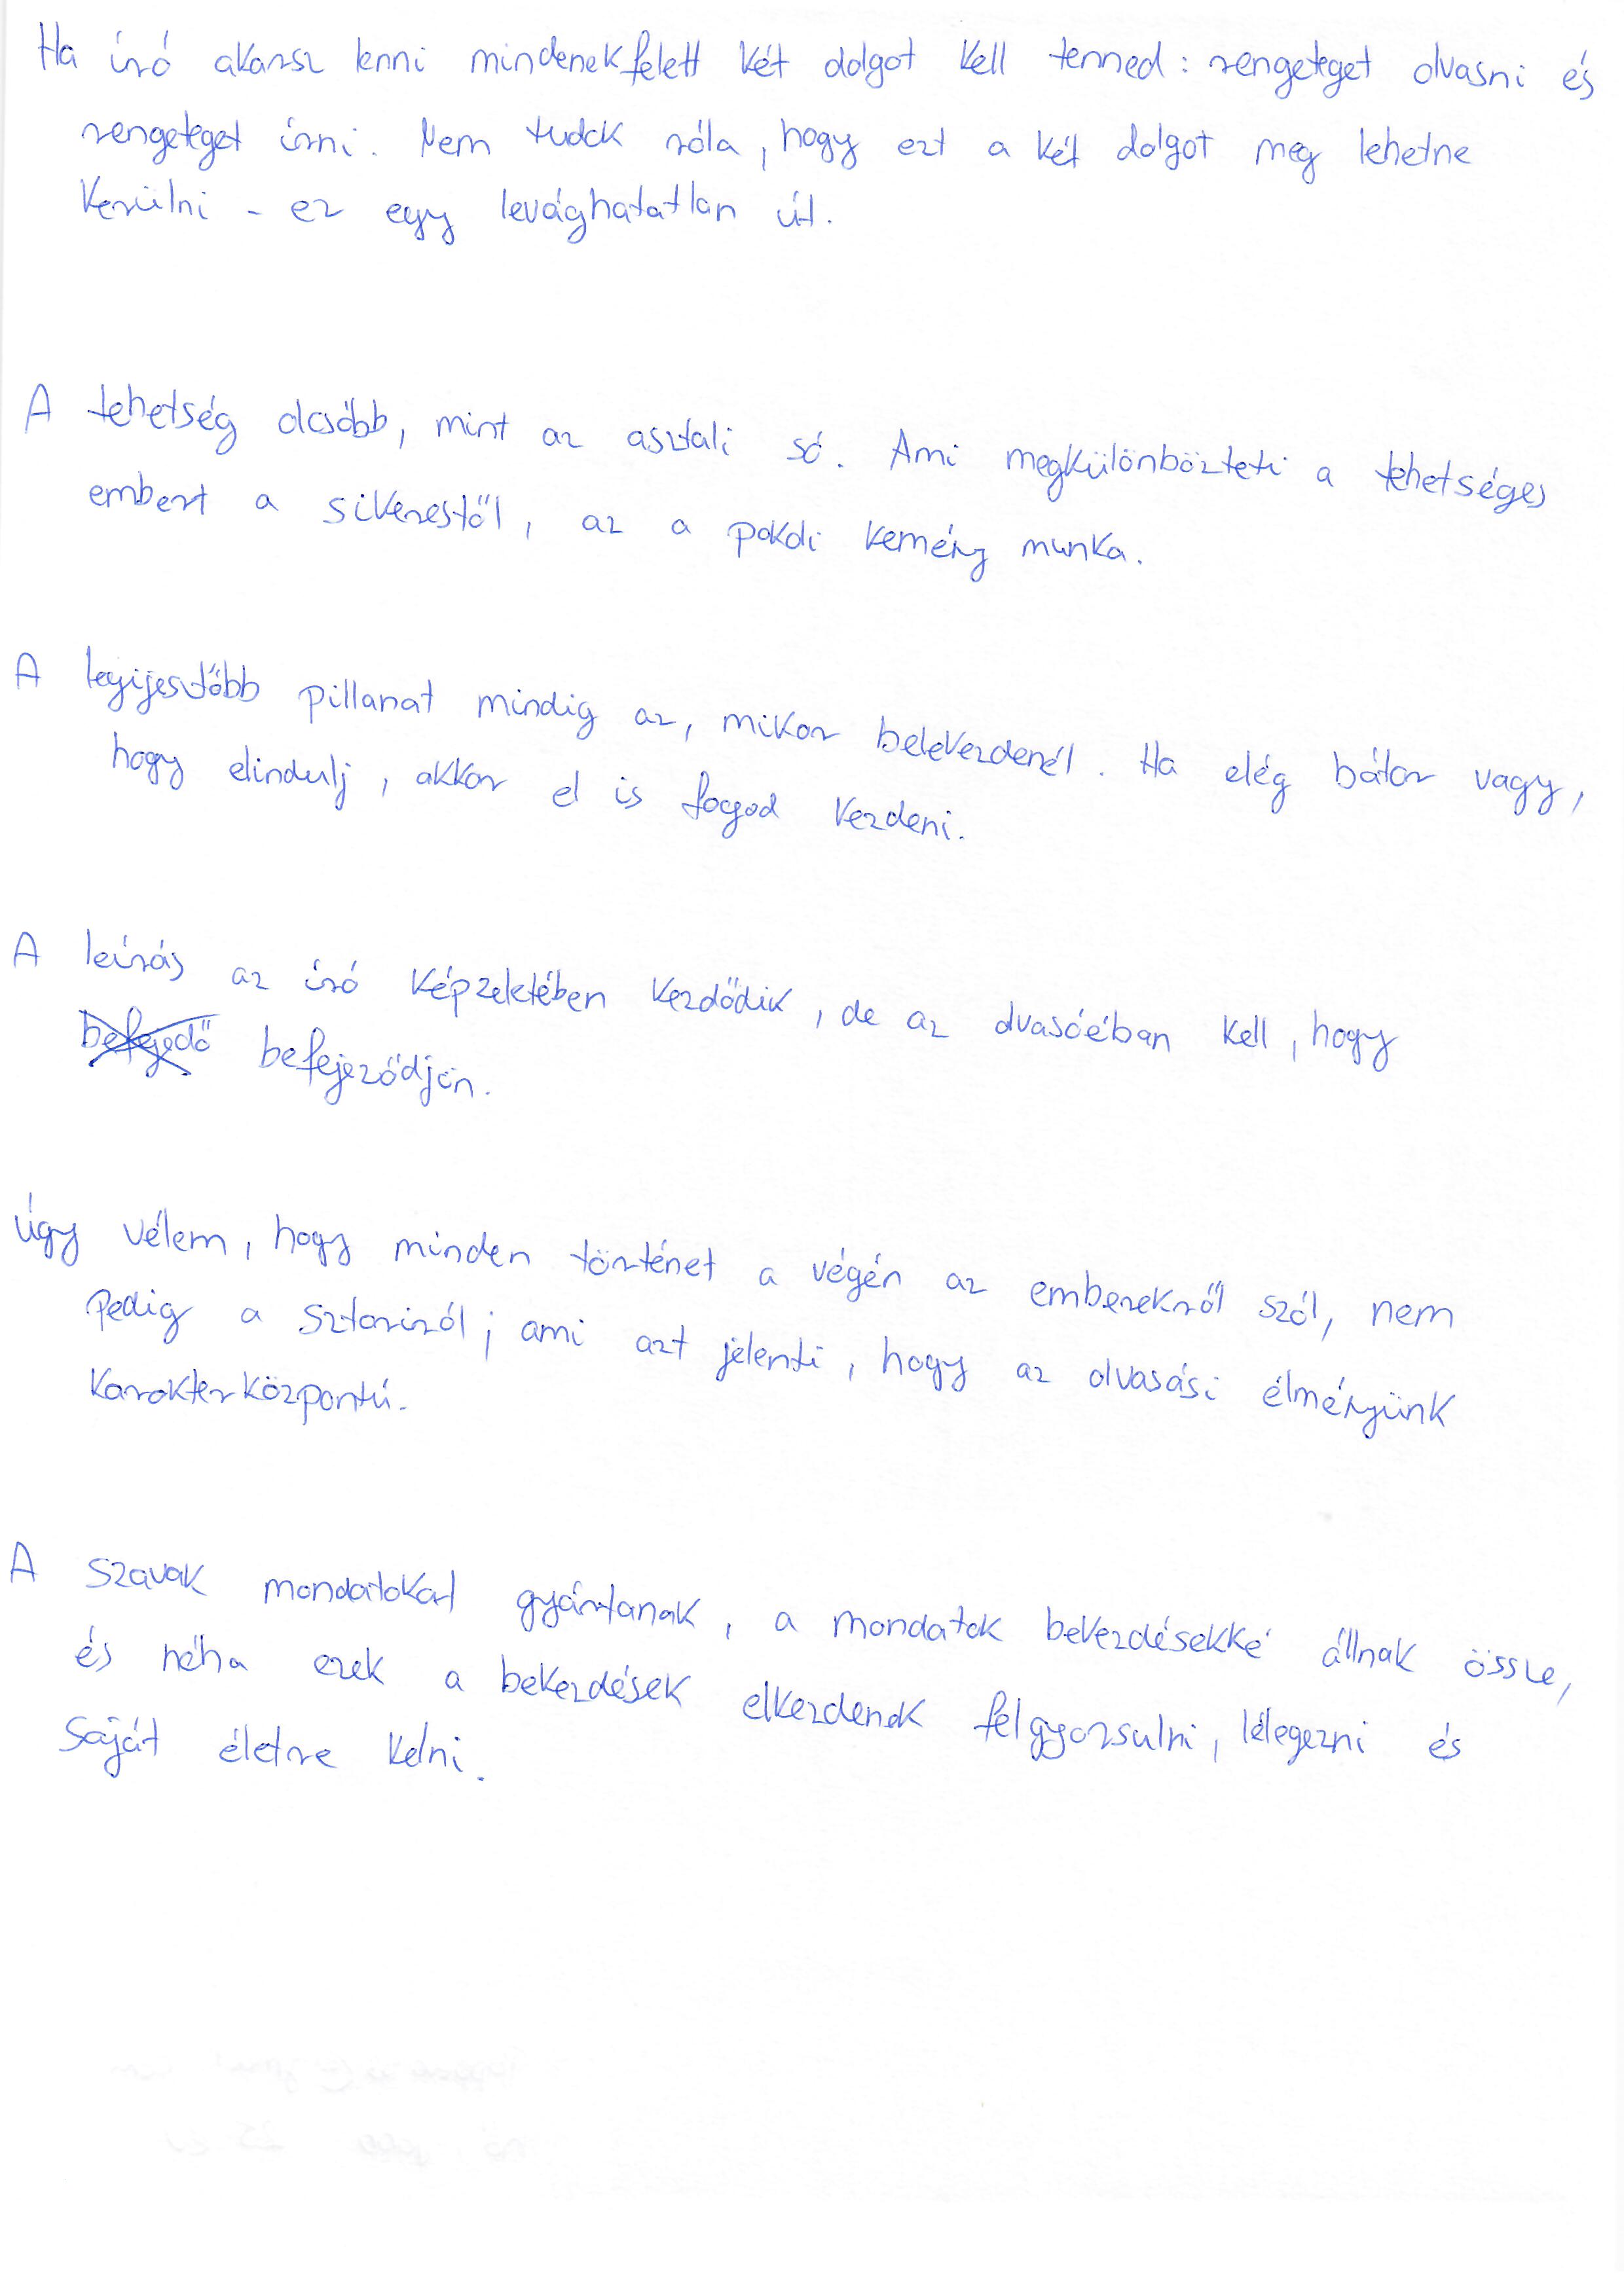 Ha író akarsz lenni mindenekfelett két dolgot kell tenned: rengeteget olvasni és
rengeteget írni. Nem tudok róla, hogy ezt a két dolgot meg lehetne
kerülni - ez egy levághatatlan út.
A tehetség olcsóbb, mint az asztali só. Ami megkülönbözteti a tehetséges
embert a sikerestől, az a pokoli kemény munka.
A legijesztőbb pillanat mindig az, mikor belekezdenél. Ha elég bátor vagy,
hogy elindulj, akkor el is fogod kezdeni.
A leírás az író képzeletében kezdődik, de az olvasóéban kell, hogy
befejedő befejeződjön.
Úgy vélem, hogy minden történet a végén az emberekről szól, nem
pedig a sztoriról; ami azt jelenti, hogy az olvasási élményünk
karakterközpontú.
A szavak mondatokat gyártanak, a mondatok bekezdésekké állnak össze,
és néha ezek a bekezdések elkezdenek felgyorsulni, lélegezni és
saját életre kelni.